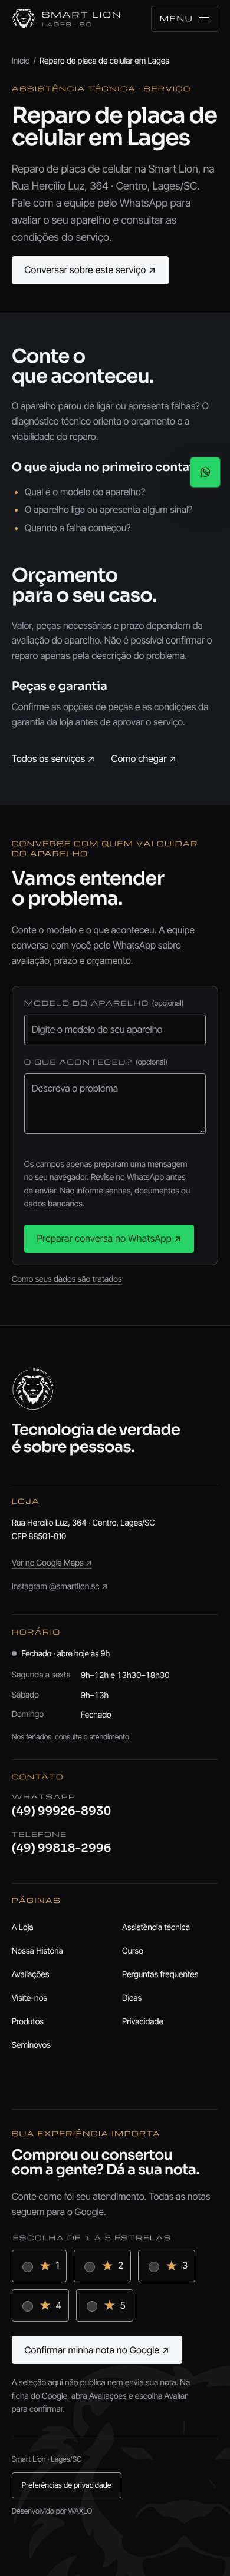 SMART LION
LAGES · SC
MENU
Início / Reparo de placa de celular em Lages
ASSISTÊNCIA TÉCNICA · SERVIÇO
Reparo de placa de
celular em Lages
Reparo de placa de celular na Smart Lion, na
Rua Hercílio Luz, 364 · Centro, Lages/SC.
Fale com a equipe pelo WhatsApp para
avaliar o seu aparelho e consultar as
condições do serviço.
Conversar sobre este serviço ↗
Conte o
que aconteceu.
O aparelho parou de ligar ou apresenta falhas? O
diagnóstico técnico orienta o orçamento e a
viabilidade do reparo.
O que ajuda no primeiro
• Qual é o modelo do aparelho?
• O aparelho liga ou apresenta algum sinal?
• Quando a falha começou?
Orçamento
para o seu caso.
Valor, peças necessárias e prazo dependem da
avaliação do aparelho. Não é possível confirmar o
reparo apenas pela descrição do problema.
Peças e garantia
Confirme as opções de peças e as condições da
garantia da loja antes de aprovar o serviço.
Todos os serviços ↗ Como chegar ↗
CONVERSE COM QUEM VAI CUIDAR
DO APARELHO
Vamos entender
o problema.
Conte o modelo e o que aconteceu. A equipe
conversa com você pelo WhatsApp sobre
avaliação, prazo e orçamento.
MODELO DO APARELHO (opcional)
Digite o modelo do seu aparelho
O QUE ACONTECEU? (opcional)
Descreva o problema
Os campos apenas preparam uma mensagem
no seu navegador. Revise no WhatsApp antes
de enviar. Não informe senhas, documentos ou
dados bancários.
Preparar conversa no WhatsApp ↗
Como seus dados são tratados
SMART LION
Tecnologia de verdade
é sobre pessoas.
LOJA
Rua Hercílio Luz, 364 · Centro, Lages/SC
CEP 88501-010
Ver no Google Maps ↗
Instagram @smartlion.sc ↗
HORÁRIO
Fechado · abre hoje às 9h
Segunda a sexta 9h–12h e 13h30–18h30
Sábado 9h–13h
Domingo Fechado
Nos feriados, consulte o atendimento.
CONTATO
WHATSAPP
(49) 99926-8930
TELEFONE
(49) 99818-2996
PÁGINAS
A Loja Assistência técnica
Nossa História Curso
Avaliações Perguntas frequentes
Visite-nos Dicas
Produtos Privacidade
Seminovos
SUA EXPERIÊNCIA IMPORTA
Comprou ou consertou
com a gente? Dá a sua nota.
Conte como foi seu atendimento. Todas as notas
seguem para o Google.
ESCOLHA DE 1 A 5 ESTRELAS
★ 1 ★ 2 ★ 3
★ 4 ★ 5
Confirmar minha nota no Google ↗
A seleção aqui não publica nem envia sua nota. Na
ficha do Google, abra Avaliações e escolha Avaliar
para confirmar.
Smart Lion · Lages/SC
Preferências de privacidade
Desenvolvido por WAXLO